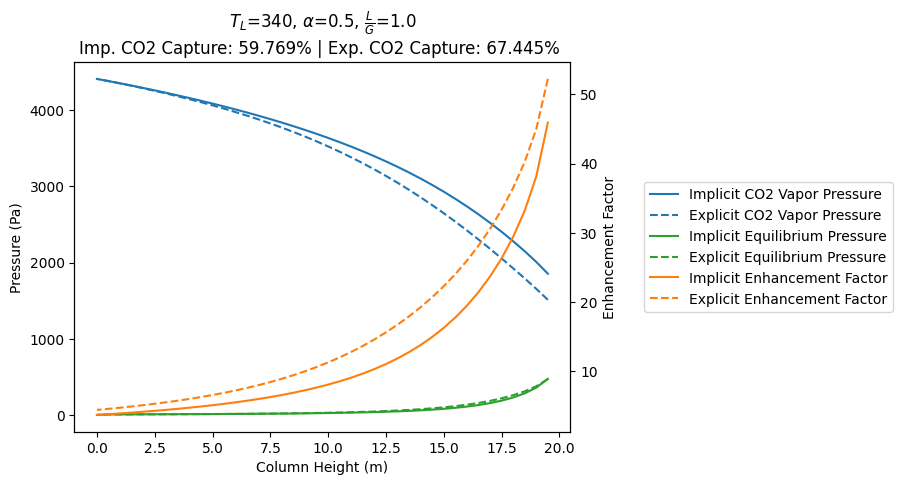 T_L=340, α=0.5, L/G=1.0
Imp. CO2 Capture: 59.769% | Exp. CO2 Capture: 67.445%
Pressure (Pa)
4000
3000
2000
1000
0
0.0 2.5 5.0 7.5 10.0 12.5 15.0 17.5 20.0
Column Height (m)
50
40
30
20
10
Enhancement Factor
Implicit CO2 Vapor Pressure
Explicit CO2 Vapor Pressure
Implicit Equilibrium Pressure
Explicit Equilibrium Pressure
Implicit Enhancement Factor
Explicit Enhancement Factor